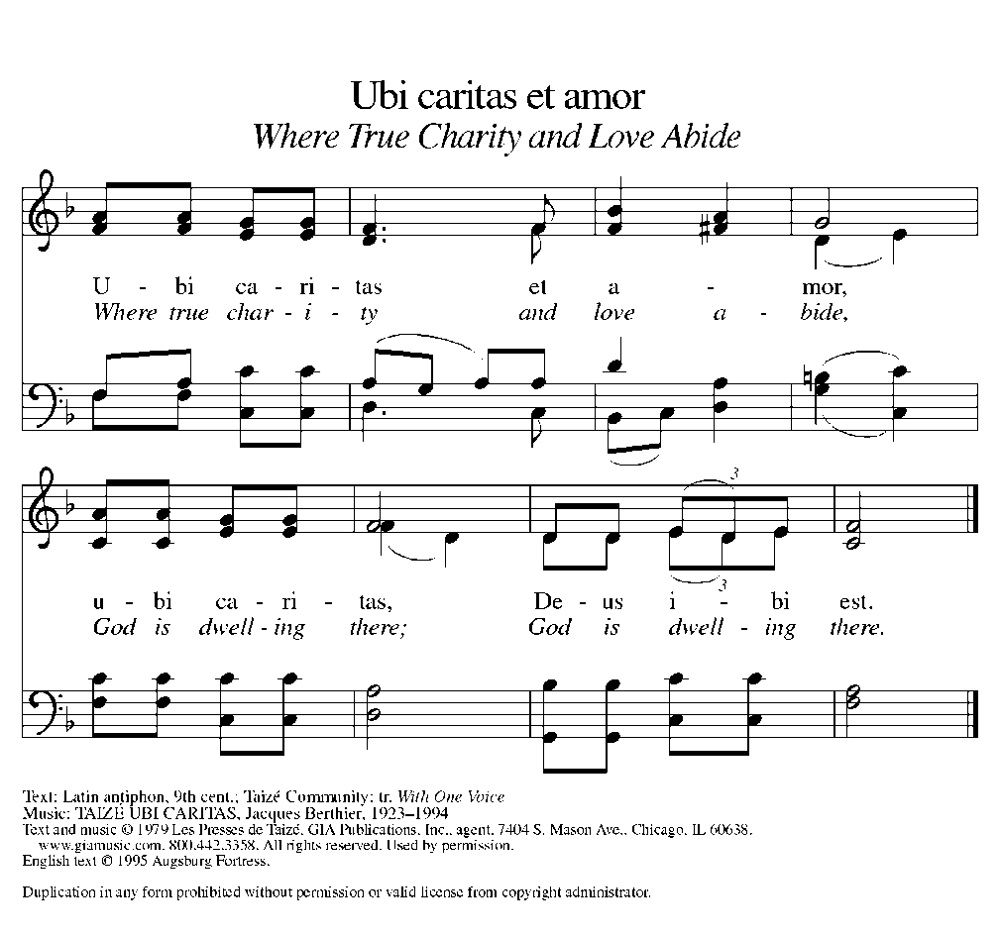 Ubi caritas et amor
Where True Charity and Love Abide
U - bi ca - ri - tas et a - mor,
Where true char - i - ty and love a - bide,
3
u - bi ca - ri - tas, De - us i - bi est.
3
God is dwell - ing there; God is dwell - ing there.
Text: Latin antiphon, 9th cent.; Taizé Community; tr. With One Voice
Music: TAIZÉ UBI CARITAS, Jacques Berthier, 1923–1994
Text and music © 1979 Les Presses de Taizé, GIA Publications, Inc., agent. 7404 S. Mason Ave., Chicago, IL 60638.
www.giamusic.com. 800.442.3358. All rights reserved. Used by permission.
English text © 1995 Augsburg Fortress.
Duplication in any form prohibited without permission or valid license from copyright administrator.